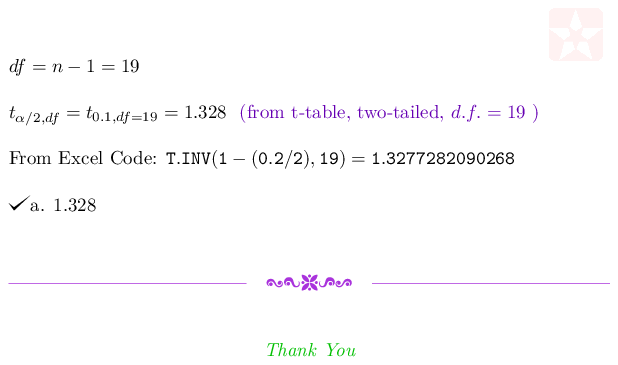 df = n − 1 = 19
t_{α/2,df} = t_{0.1,df=19} = 1.328 (from t-table, two-tailed, d.f. = 19 )
From Excel Code: T.INV(1 − (0.2/2), 19) = 1.3277282090268
✓a. 1.328
Thank You